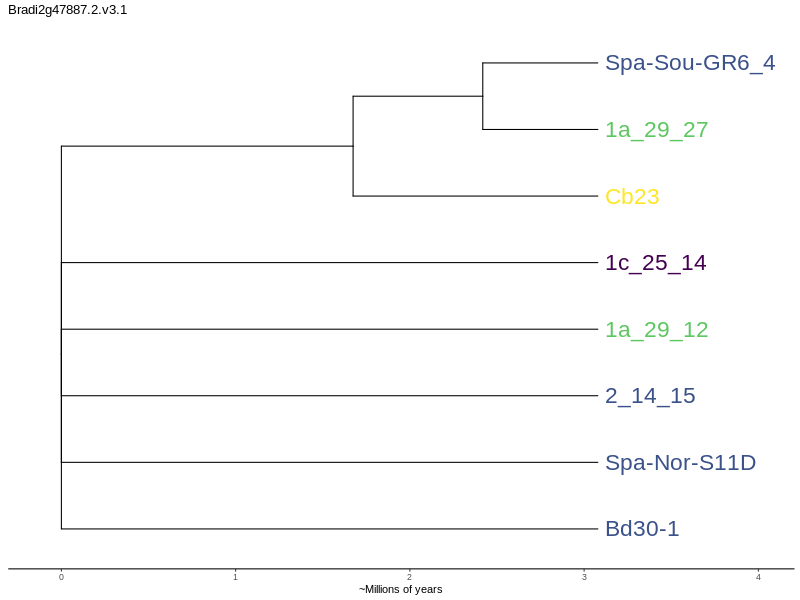 Bradi2g47887.2.v3.1
Spa-Sou-GR6_4
1a_29_27
Cb23
1c_25_14
1a_29_12
2_14_15
Spa-Nor-S11D
Bd30-1
0 1 2 3 4
~Millions of years